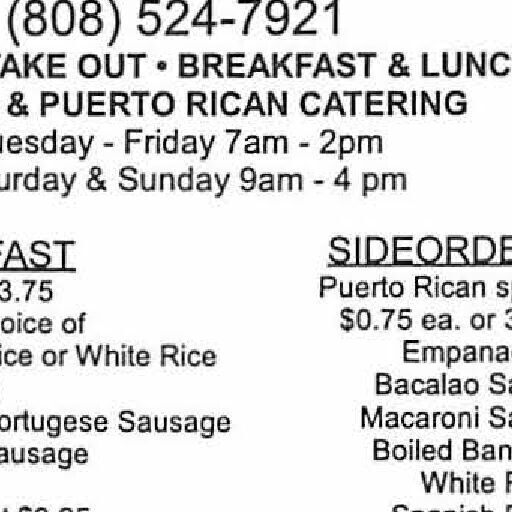 (808) 524-7921
AKE OUT • BREAKFAST & LUNC
& PUERTO RICAN CATERING
uesday - Friday 7am - 2pm
urday & Sunday 9am - 4 pm
FAST
3.75
oice of
ice or White Rice
ortugese Sausage
ausage
SIDEORDE
Puerto Rican s
$0.75 ea. or 3
Empana
Bacalao Sa
Macaroni Sa
Boiled Ban
White